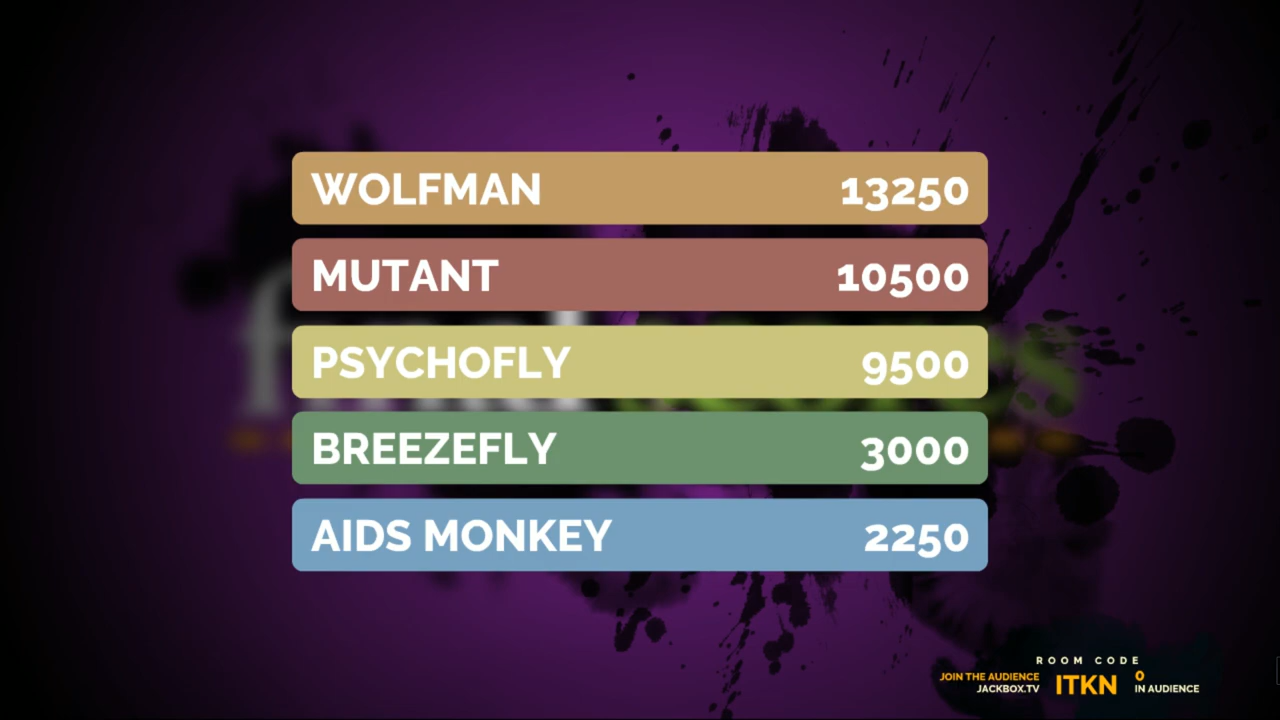 WOLFMAN 13250
MUTANT 10500
PSYCHOFLY 9500
BREEZEFLY 3000
AIDS MONKEY 2250
ROOM CODE
JOIN THE AUDIENCE
JACKBOX.TV
ITKN
0
IN AUDIENCE